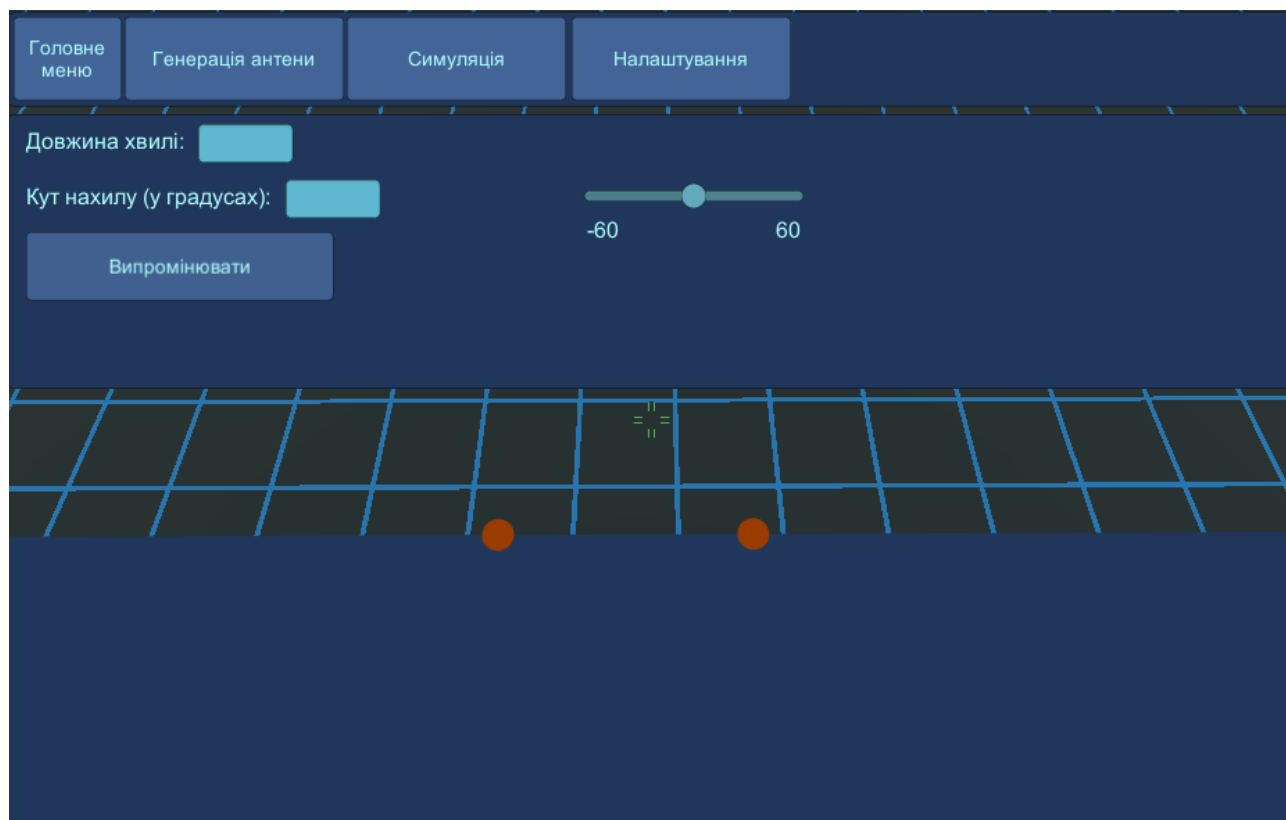 Головне
меню
Генерація антени
Симуляція
Налаштування
Довжина хвилі:
Кут нахилу (у градусах):
-60
60
Випромінювати